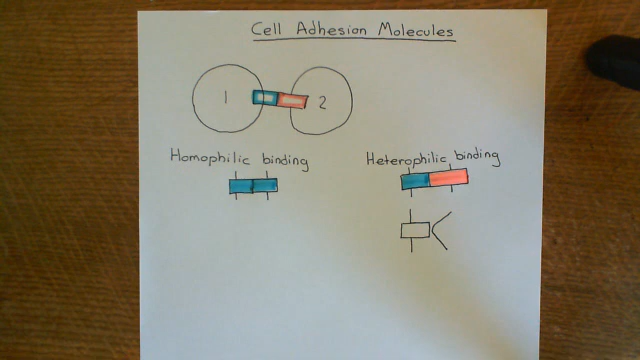 Cell Adhesion Molecules
1 2
Homophilic binding
Heterophilic binding